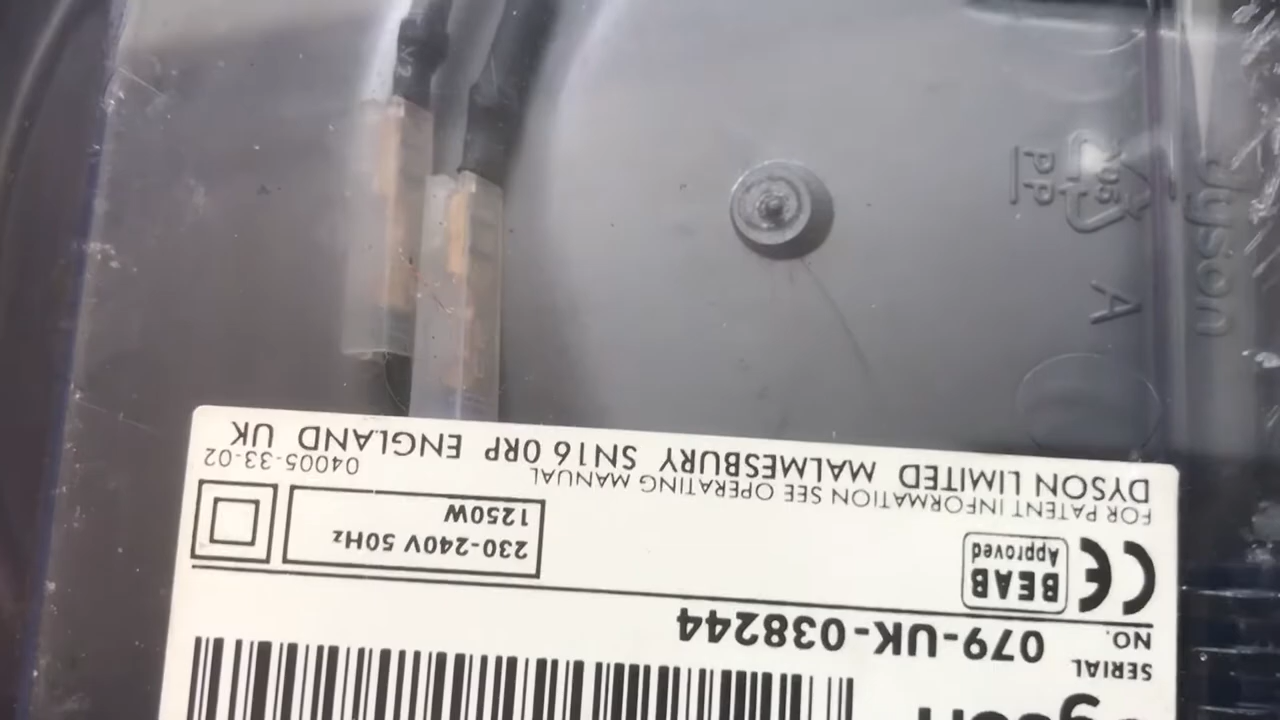 dyson
SERIAL
NO.
079-UK-038244
CE
BEAB
Approved
230-240V 50Hz
1250W
FOR PATENT INFORMATION SEE OPERATING MANUAL
04005-33-02
DYSON LIMITED MALMESBURY SN16 0RP ENGLAND UK
dyson
A
PP